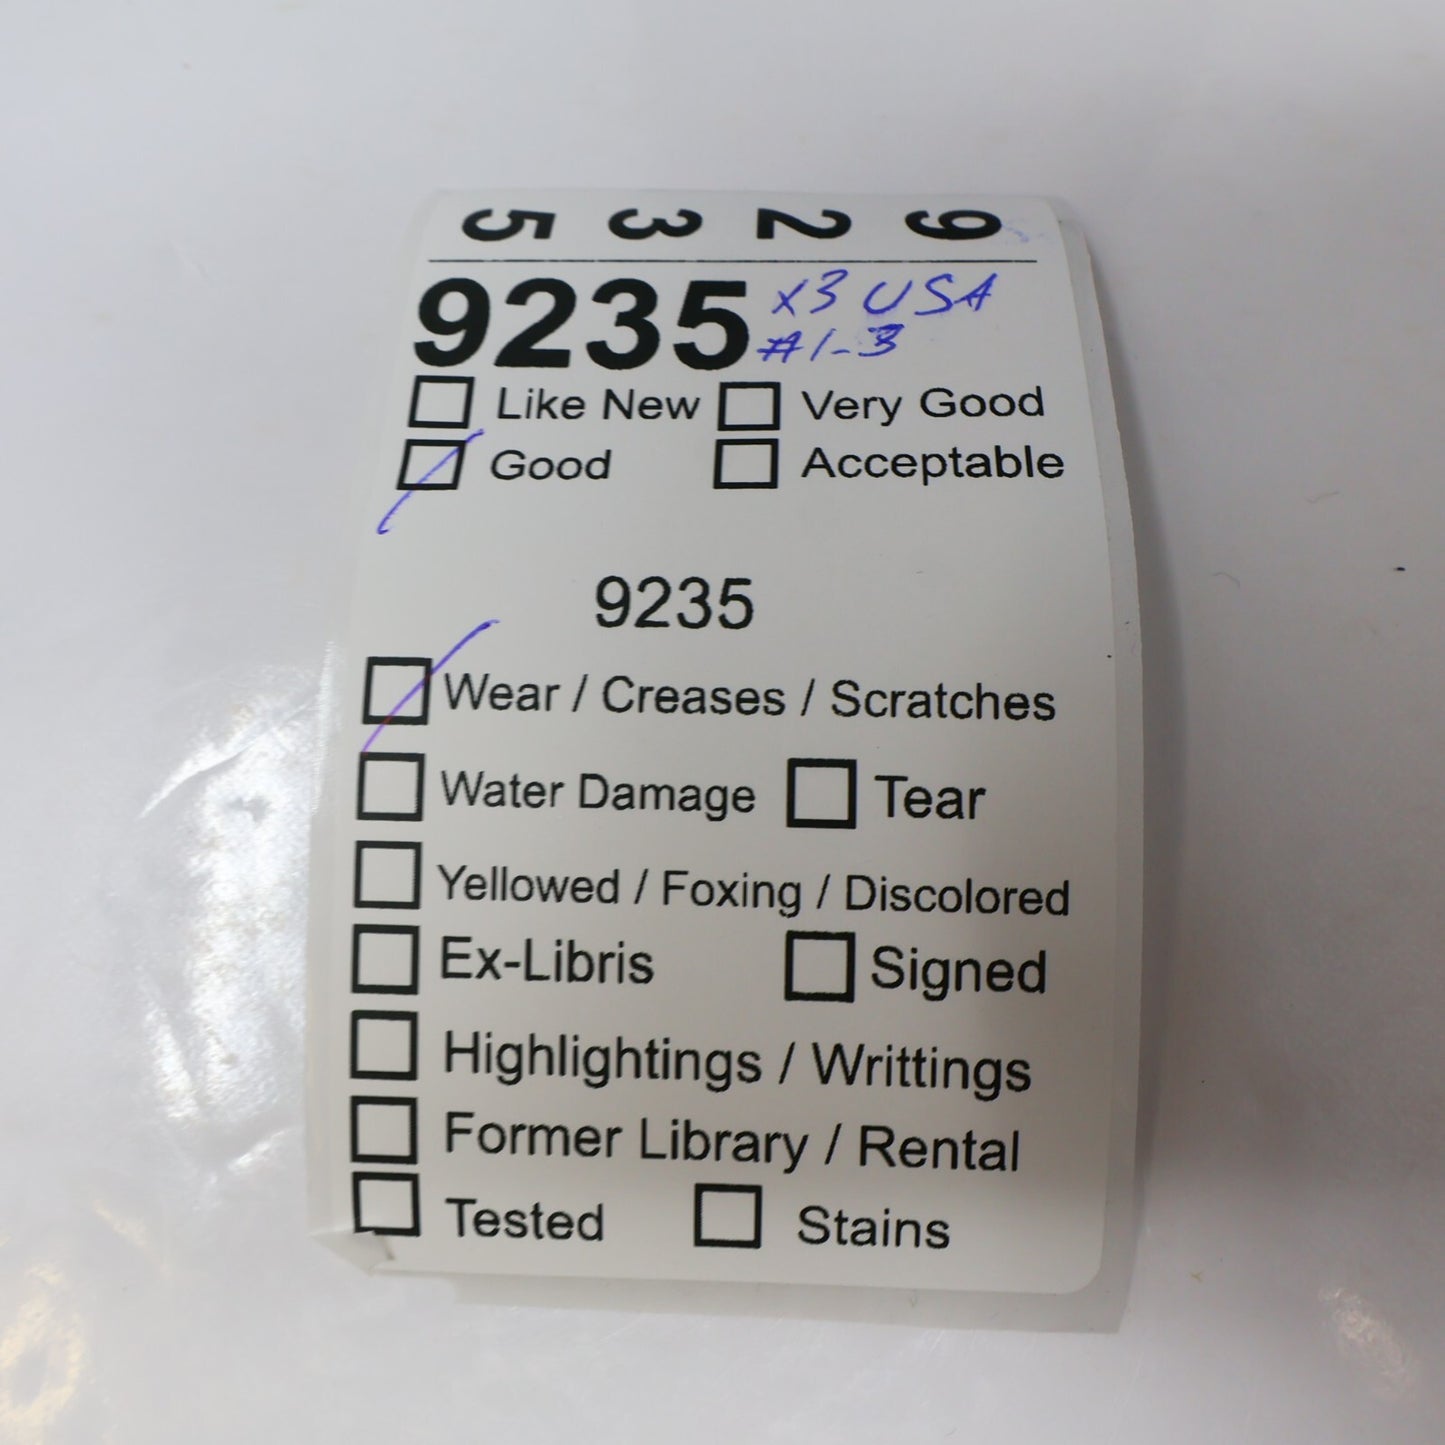 9 2 3 5
9235 x3 USA
#1-3
Like New Very Good
Good Acceptable
9235
Wear / Creases / Scratches
Water Damage Tear
Yellowed / Foxing / Discolored
Ex-Libris Signed
Highlightings / Writtings
Former Library / Rental
Tested Stains